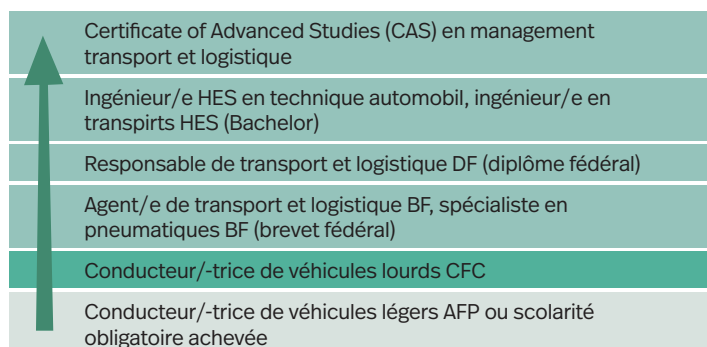 Certificate of Advanced Studies (CAS) en management
transport et logistique
Ingénieur/e HES en technique automobil, ingénieur/e en
transpirts HES (Bachelor)
Responsable de transport et logistique DF (diplôme fédéral)
Agent/e de transport et logistique BF, spécialiste en
pneumatiques BF (brevet fédéral)
Conducteur/-trice de véhicules lourds CFC
Conducteur/-trice de véhicules légers AFP ou scolarité
obligatoire achevée